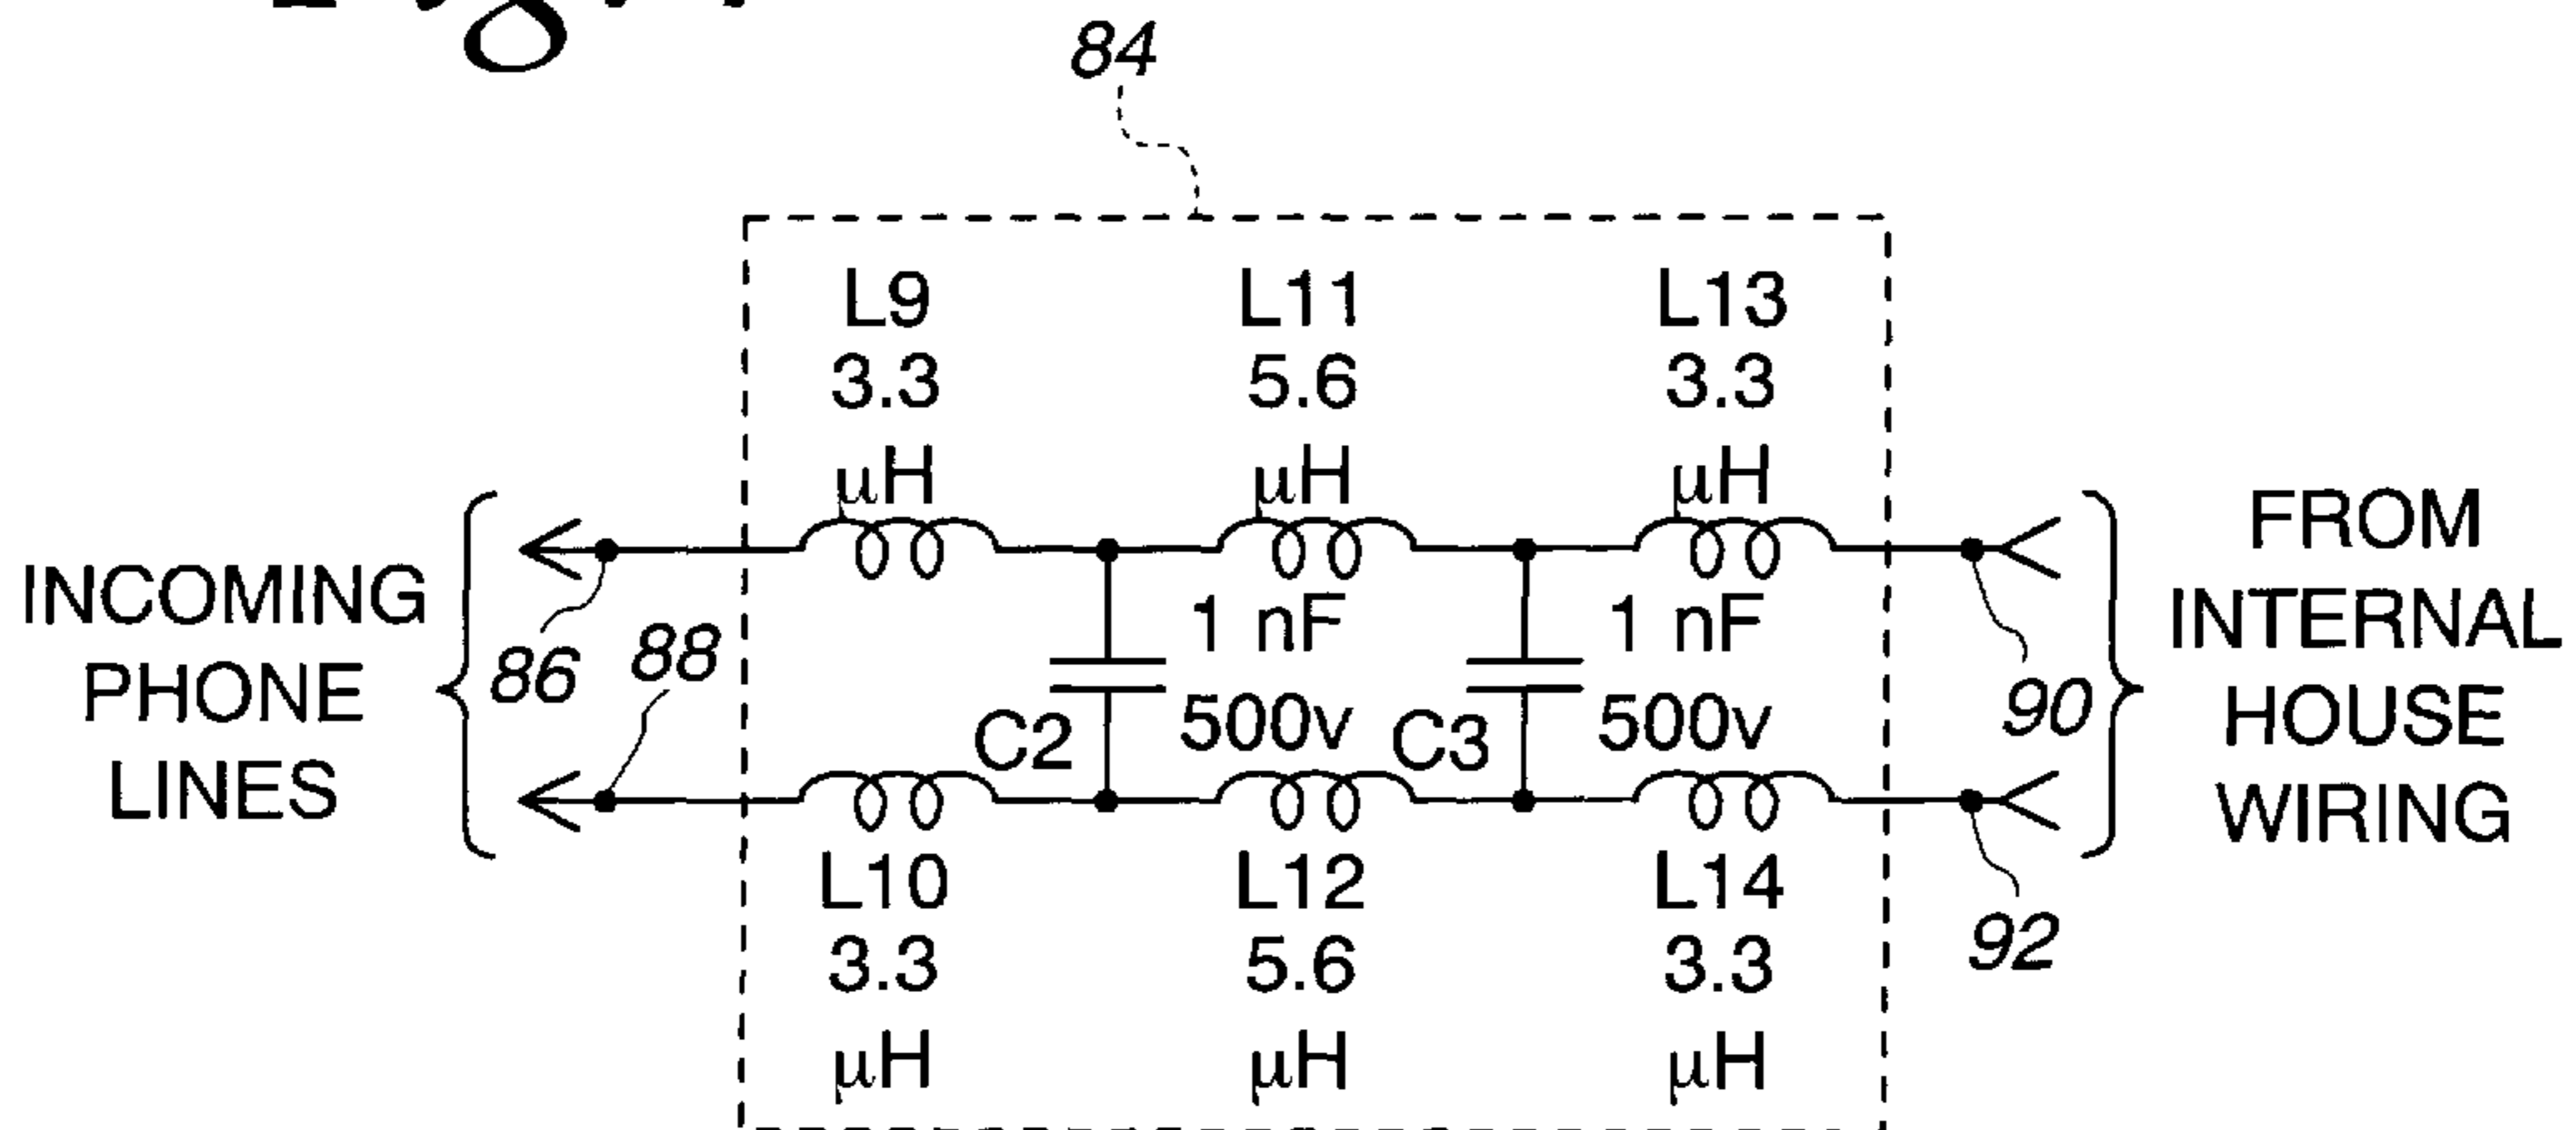 84
L9
3.3
µH
L11
5.6
µH
L13
3.3
µH
INCOMING
PHONE
LINES
86
88
1 nF
500v
C2
1 nF
500v
C3
90
92
FROM
INTERNAL
HOUSE
WIRING
L10
3.3
µH
L12
5.6
µH
L14
3.3
µH